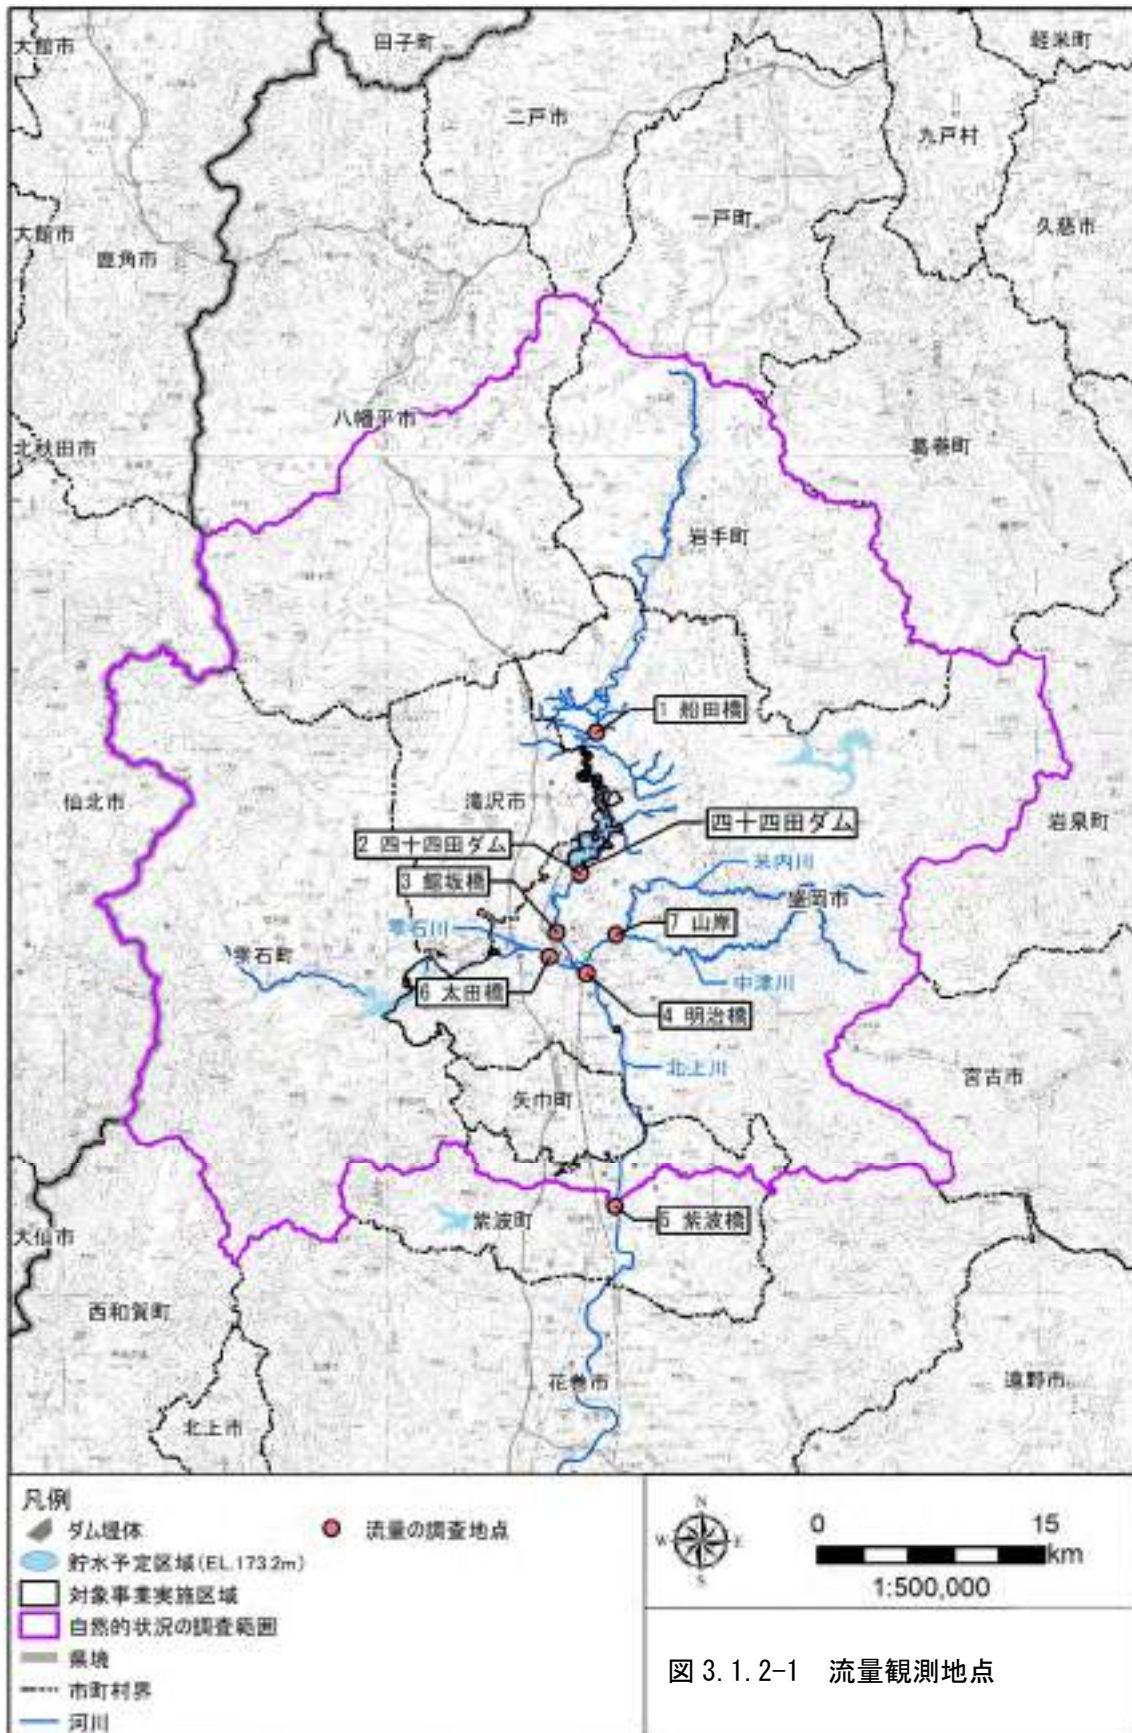 大館市
田子町
軽米町
二戸市
九戸村
一戸町
久慈市
大館市
鹿角市
八幡平市
北秋田市
葛巻町
岩手町
1 船田橋
仙北市
滝沢市
岩泉町
四十四田ダム
2 四十四田ダム
米内川
3 館坂橋
盛岡市
7 山岸
雫石川
雫石町
中津川
6 太田橋
4 明治橋
北上川
宮古市
矢巾町
紫波町
5 紫波橋
大仙市
西和賀町
花巻市
遠野市
北上市
凡例
ダム堤体
流量の調査地点
貯水予定区域(EL.173.2m)
対象事業実施区域
自然的状況の調査範囲
県境
市町村界
河川
N
W E
S
0 15
km
1:500,000
図 3.1.2-1 流量観測地点